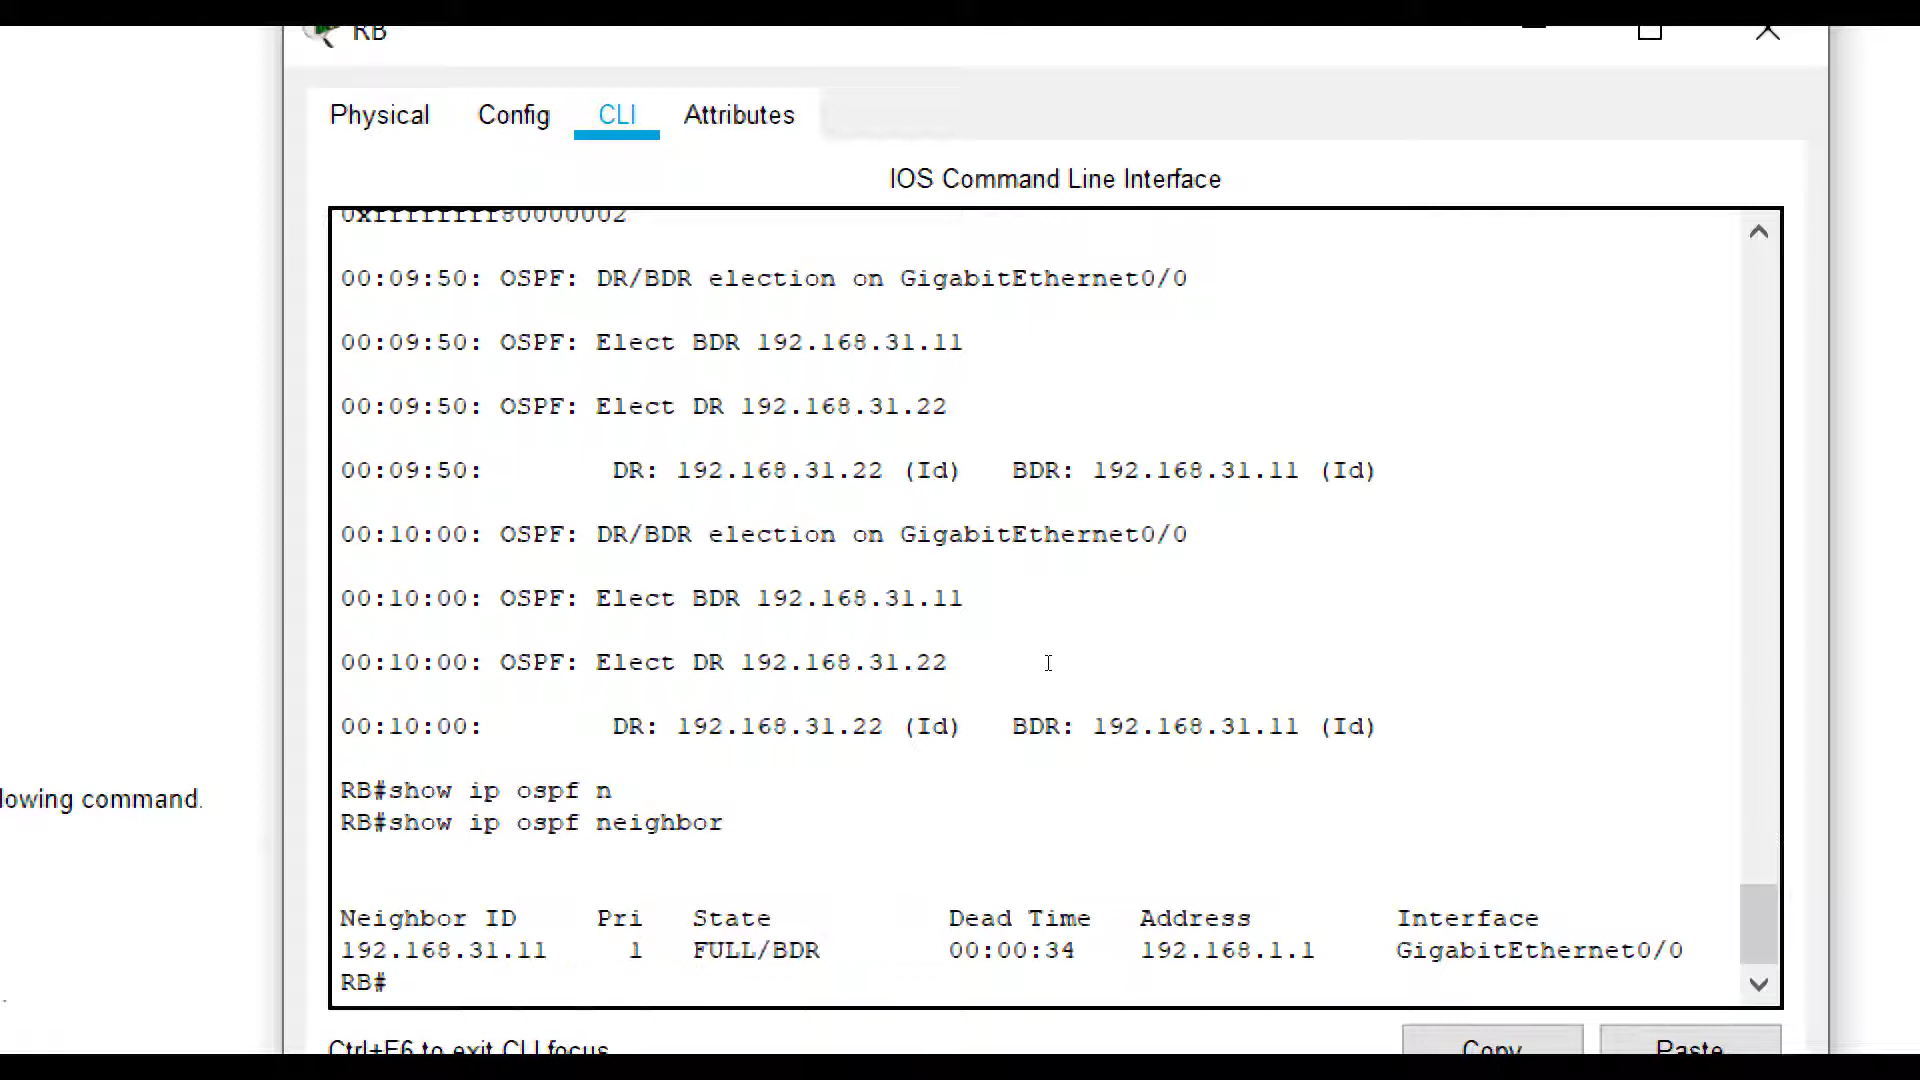 RB
Physical Config CLI Attributes
IOS Command Line Interface
0xffffffff80000002
00:09:50: OSPF: DR/BDR election on GigabitEthernet0/0
00:09:50: OSPF: Elect BDR 192.168.31.11
00:09:50: OSPF: Elect DR 192.168.31.22
00:09:50: DR: 192.168.31.22 (Id) BDR: 192.168.31.11 (Id)
00:10:00: OSPF: DR/BDR election on GigabitEthernet0/0
00:10:00: OSPF: Elect BDR 192.168.31.11
00:10:00: OSPF: Elect DR 192.168.31.22
00:10:00: DR: 192.168.31.22 (Id) BDR: 192.168.31.11 (Id)
lowing command.
RB#show ip ospf n
RB#show ip ospf neighbor
Neighbor ID Pri State Dead Time Address Interface
192.168.31.11 1 FULL/BDR 00:00:34 192.168.1.1 GigabitEthernet0/0
RB#
Ctrl+F6 to exit CLI focus
Copy Paste